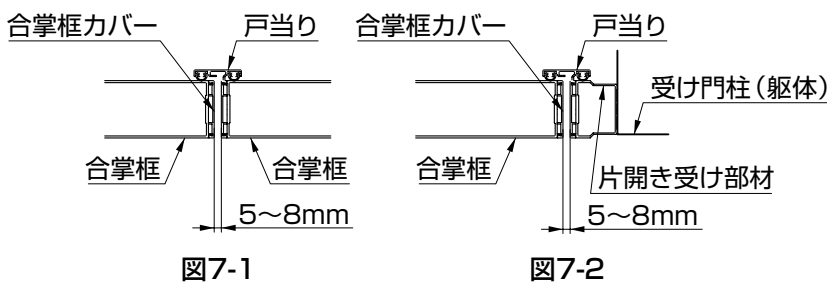 合掌框カバー 戸当り
合掌框 合掌框
5～8mm
図7-1
合掌框カバー 戸当り
受け門柱（躯体）
合掌框 片開き受け部材
5～8mm
図7-2